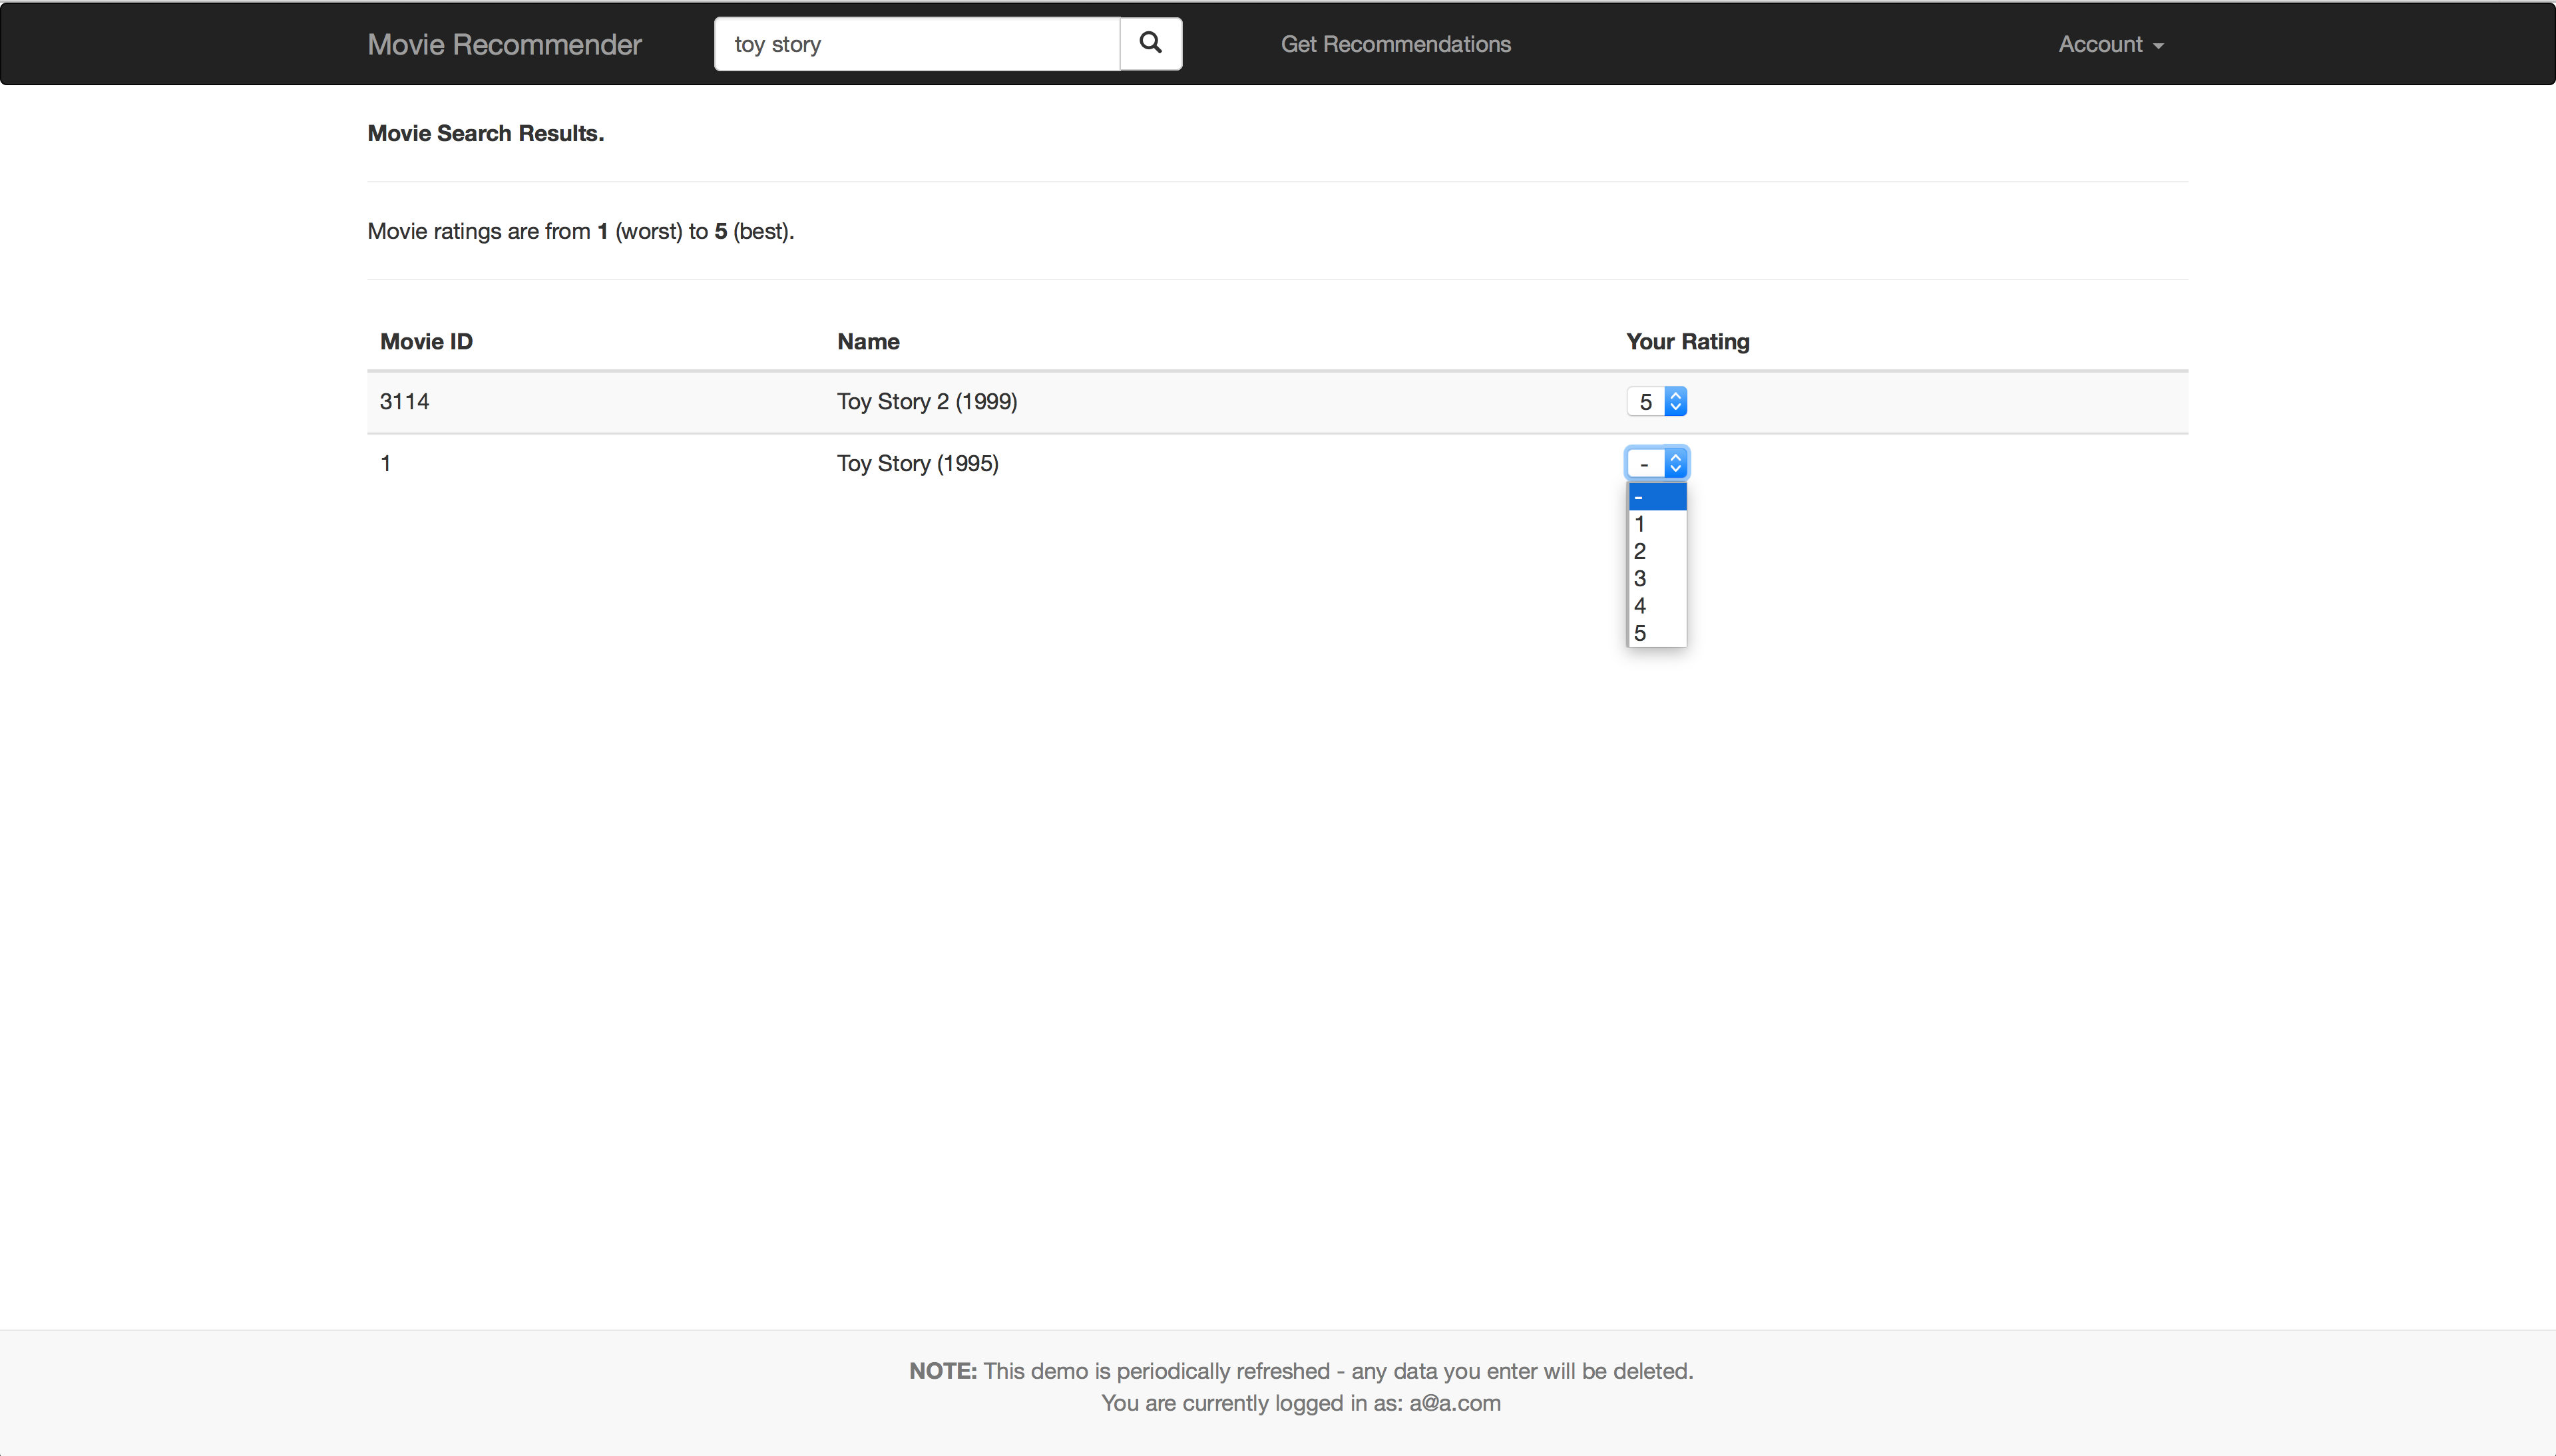 Movie Recommender toy story Get Recommendations Account
Movie Search Results.
Movie ratings are from 1 (worst) to 5 (best).
Movie ID Name Your Rating
3114 Toy Story 2 (1999) 5
1 Toy Story (1995) -
-
1
2
3
4
5
NOTE: This demo is periodically refreshed - any data you enter will be deleted.
You are currently logged in as: a@a.com